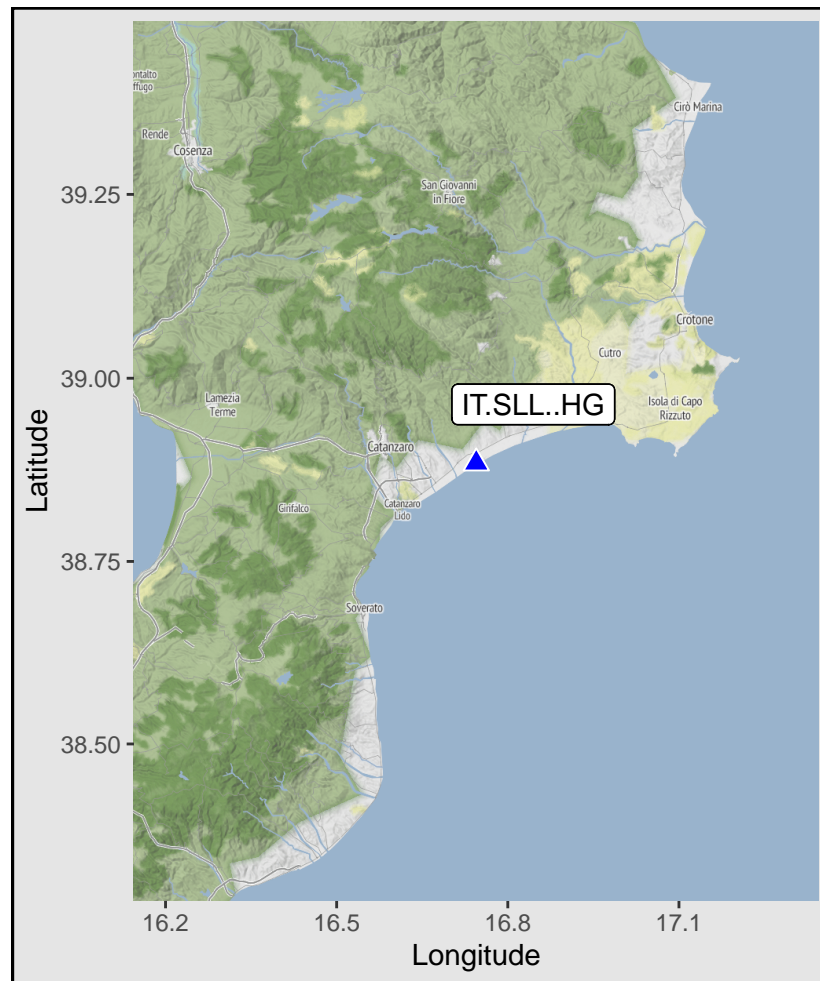 ontalto
ffugo
Rende
Cosenza
Cirò Marina
San Giovanni
in Fiore
39.25
Crotone
Cutro
39.00
IT.SLL..HG
Isola di Capo
Rizzuto
Lamezia
Terme
Catanzaro
Latitude
Catanzaro
Lido
Girifalco
38.75
Soverato
38.50
16.2
16.5
16.8
17.1
Longitude